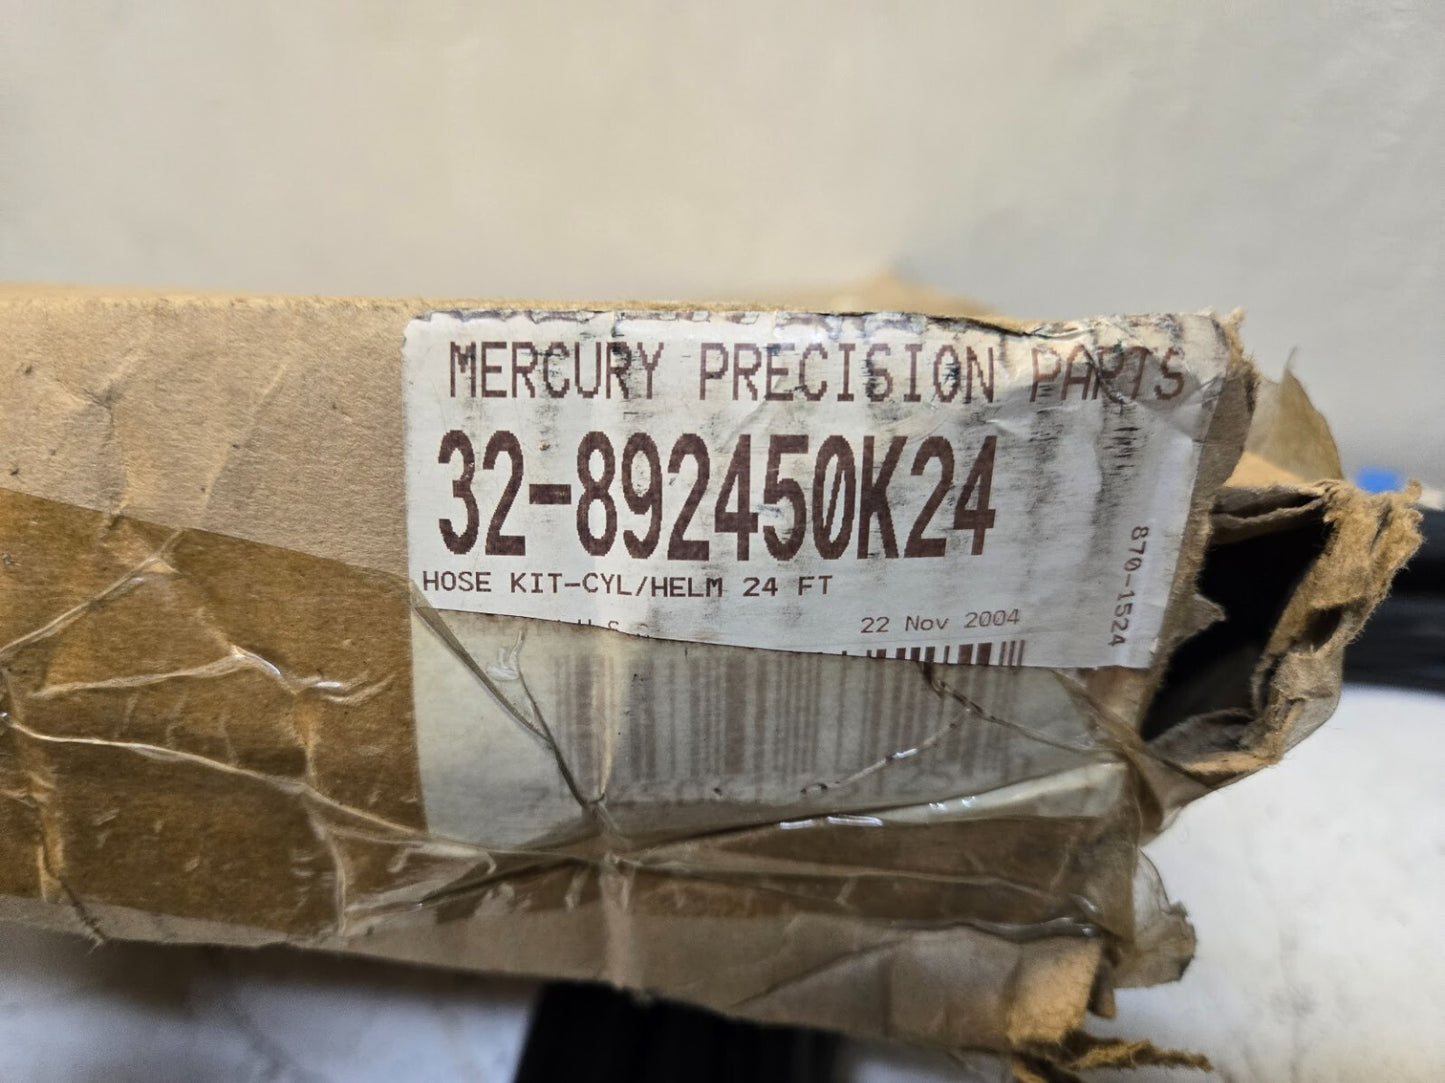 MERCURY PRECISION PARTS
32-892450K24
HOSE KIT-CYL/HELM 24 FT
22 Nov 2004
870-1524